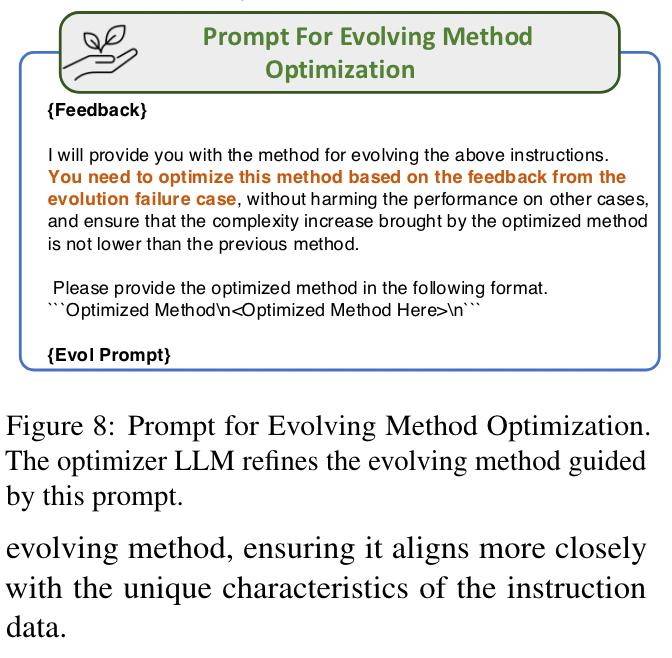 Prompt For Evolving Method
Optimization
{Feedback}
I will provide you with the method for evolving the above instructions.
You need to optimize this method based on the feedback from the
evolution failure case, without harming the performance on other cases,
and ensure that the complexity increase brought by the optimized method
is not lower than the previous method.
Please provide the optimized method in the following format.
```Optimized Method\n<Optimized Method Here>\n```
{Evol Prompt}
Figure 8: Prompt for Evolving Method Optimization.
The optimizer LLM refines the evolving method guided
by this prompt.
evolving method, ensuring it aligns more closely
with the unique characteristics of the instruction
data.